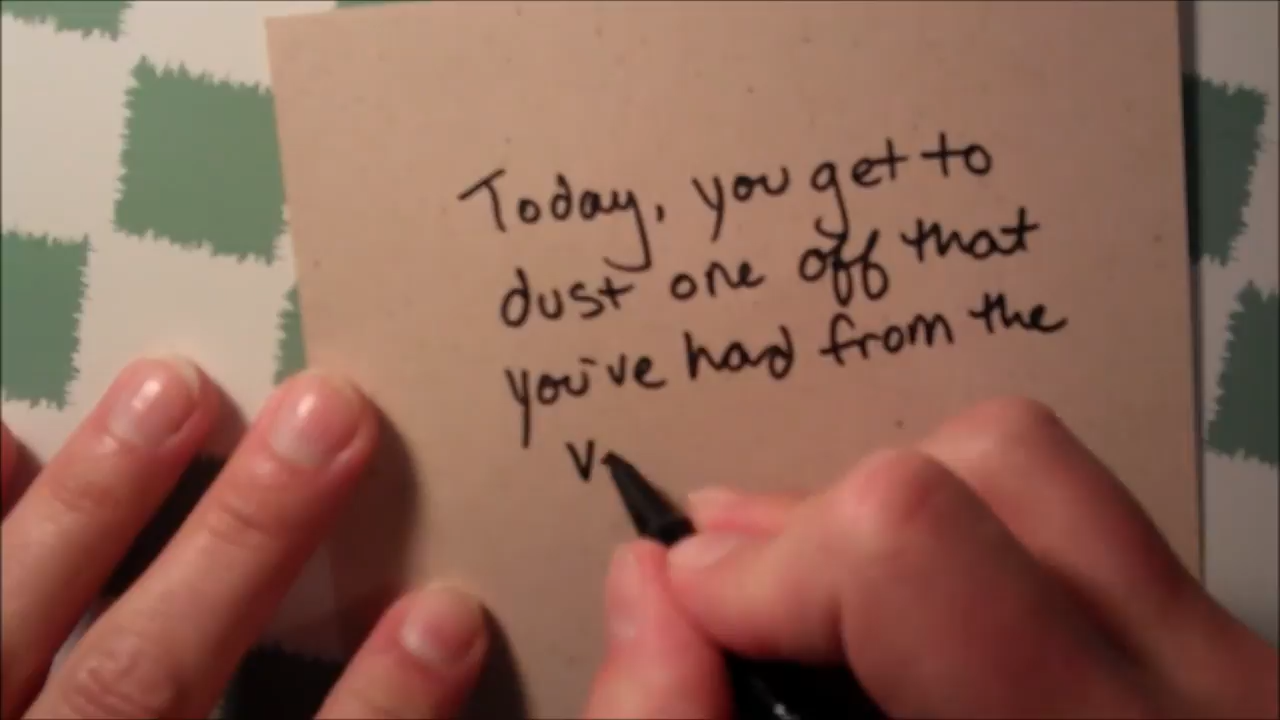 Today, you get to
dust one off that
you've had from the
v